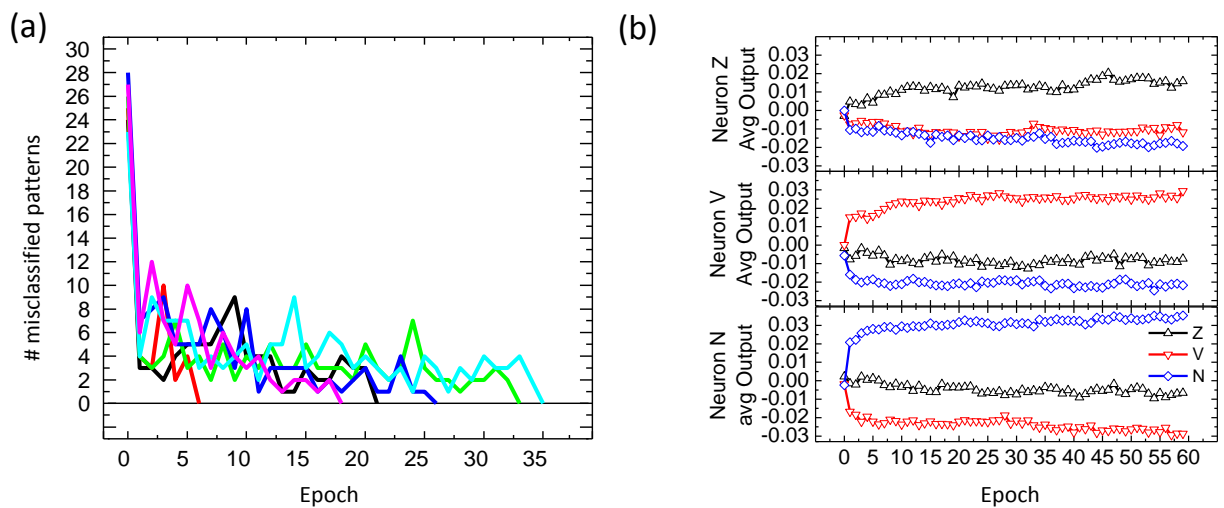 (a)
30
28
26
24
22
20
18
16
14
12
10
8
6
4
2
0
# misclassified patterns
0 5 10 15 20 25 30 35
Epoch
(b)
Neuron Z
Avg Output
0.03
0.02
0.01
0.00
-0.01
-0.02
-0.03
Neuron V
Avg Output
0.03
0.02
0.01
0.00
-0.01
-0.02
-0.03
Neuron N
avg Output
0.03
0.02
0.01
0.00
-0.01
-0.02
-0.03
Z
V
N
0 5 10 15 20 25 30 35 40 45 50 55 60
Epoch